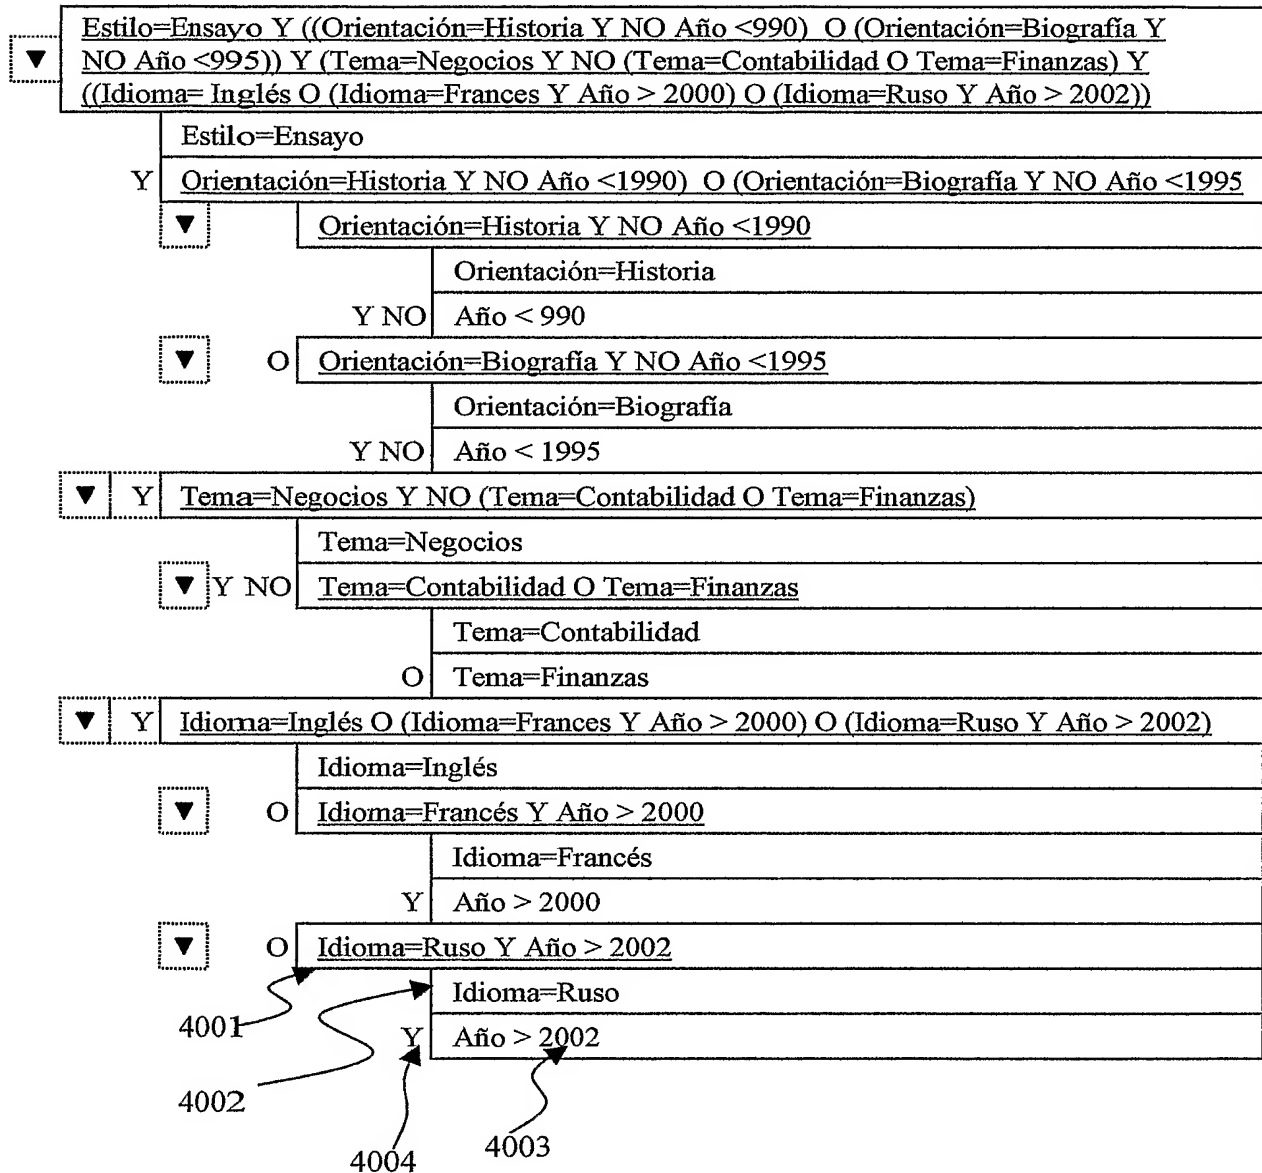 Estilo=Ensayo Y ((Orientación=Historia Y NO Año <990) O (Orientación=Biografía Y
▼ NO Año <995)) Y (Tema=Negocios Y NO (Tema=Contabilidad O Tema=Finanzas) Y
((Idioma= Inglés O (Idioma=Frances Y Año > 2000) O (Idioma=Ruso Y Año > 2002))
Estilo=Ensayo
Y Orientación=Historia Y NO Año <1990) O (Orientación=Biografía Y NO Año <1995
▼ Orientación=Historia Y NO Año <1990
Orientación=Historia
Y NO Año < 990
▼ O Orientación=Biografía Y NO Año <1995
Orientación=Biografía
Y NO Año < 1995
▼ Y Tema=Negocios Y NO (Tema=Contabilidad O Tema=Finanzas)
Tema=Negocios
▼ Y NO Tema=Contabilidad O Tema=Finanzas
Tema=Contabilidad
O Tema=Finanzas
▼ Y Idioma=Inglés O (Idioma=Frances Y Año > 2000) O (Idioma=Ruso Y Año > 2002)
Idioma=Inglés
▼ O Idioma=Francés Y Año > 2000
Idioma=Francés
Y Año > 2000
▼ O Idioma=Ruso Y Año > 2002
Idioma=Ruso
4001 Y Año > 2002
4002
4004 4003